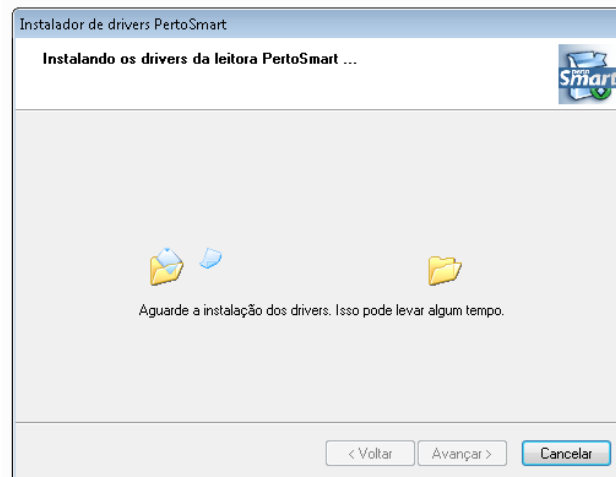 Instalador de drivers PertoSmart
Instalando os drivers da leitora PertoSmart ...
perto
Smart
Aguarde a instalação dos drivers. Isso pode levar algum tempo.
< Voltar
Avançar >
Cancelar